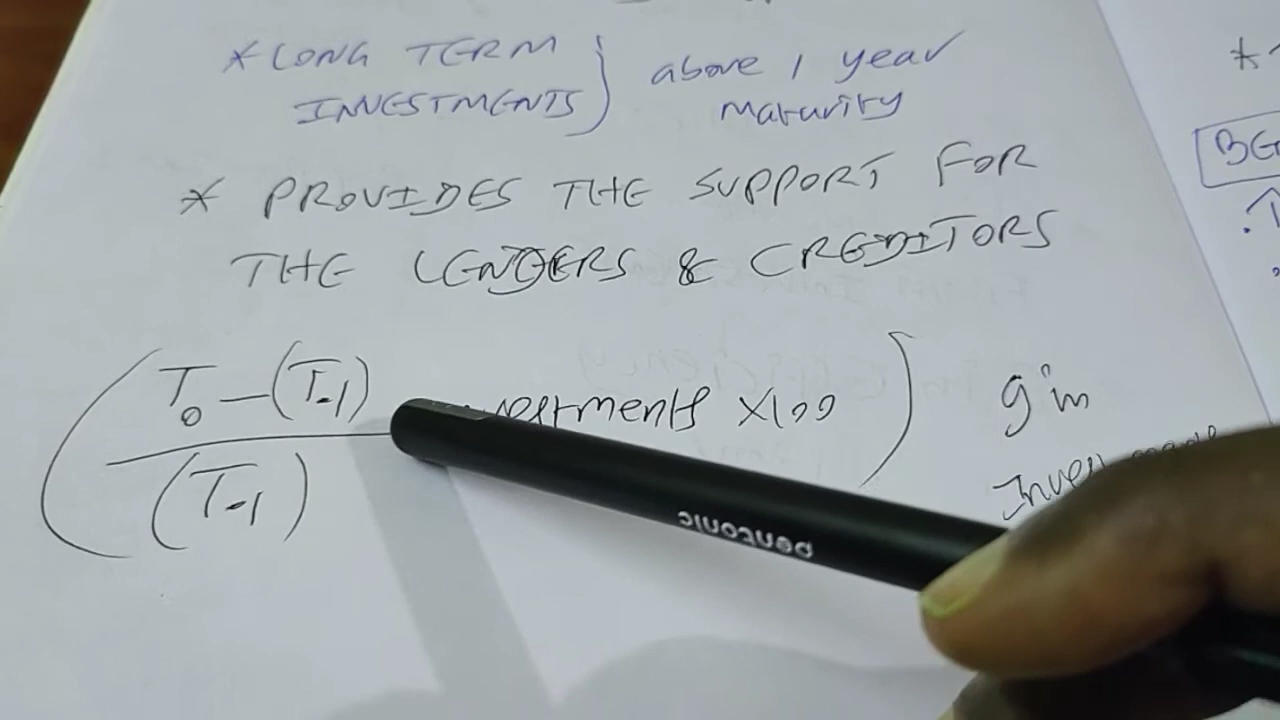 * LONG TERM INVESTMENTS } above 1 year maturity
* PROVIDES THE SUPPORT FOR
THE LENDERS & CREDITORS
( T0 - (T-1) / (T-1) x100 ) g in
pentonic